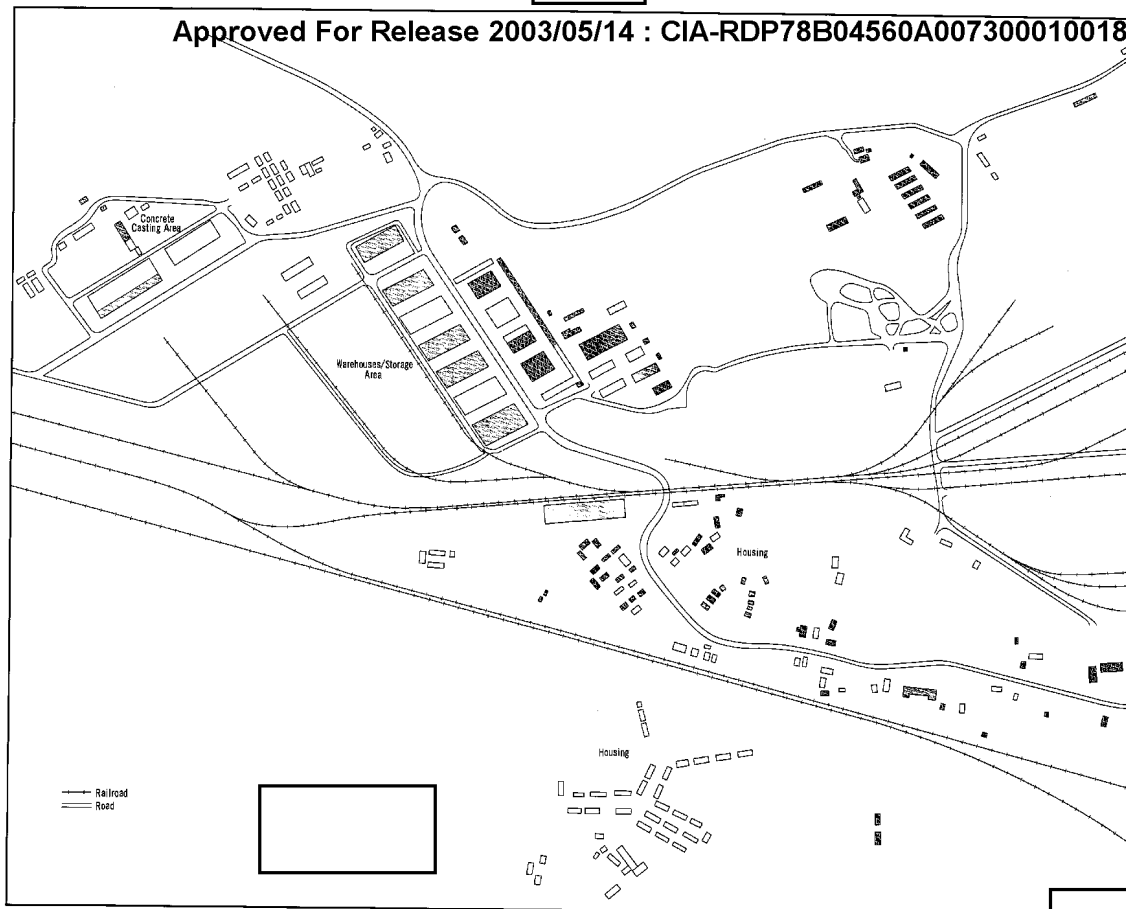 Approved For Release 2003/05/14 : CIA-RDP78B04560A007300010018
Concrete
Casting Area
Warehouses/Storage
Area
Housing
Housing
Railroad
Road